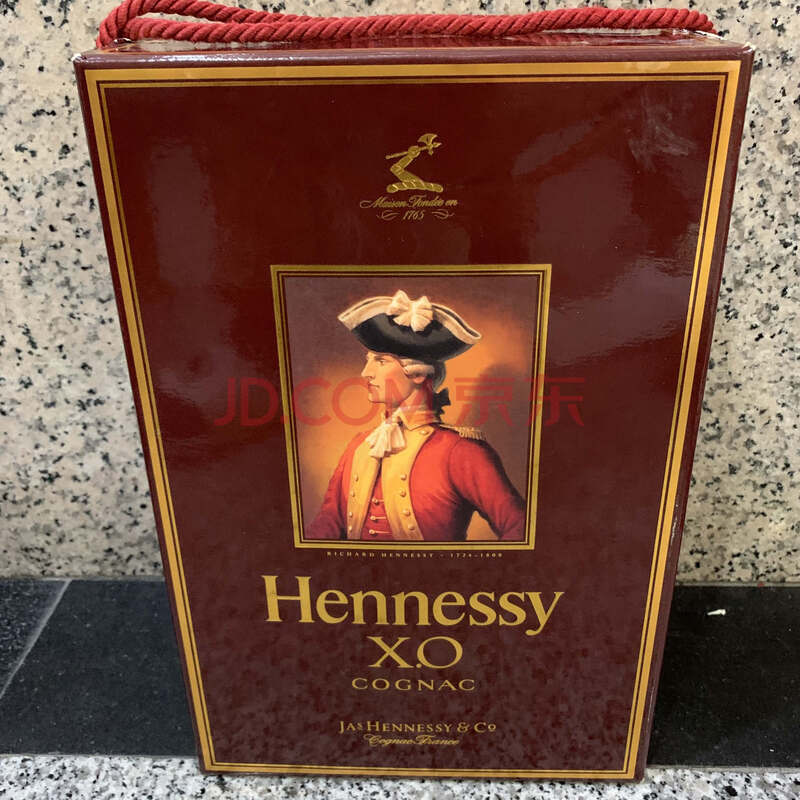 Maison Fondée en
1765
JD.COM 京东
RICHARD HENNESSY · 1724-1800
Hennessy
X.O
COGNAC
JAS HENNESSY & Co
Cognac France